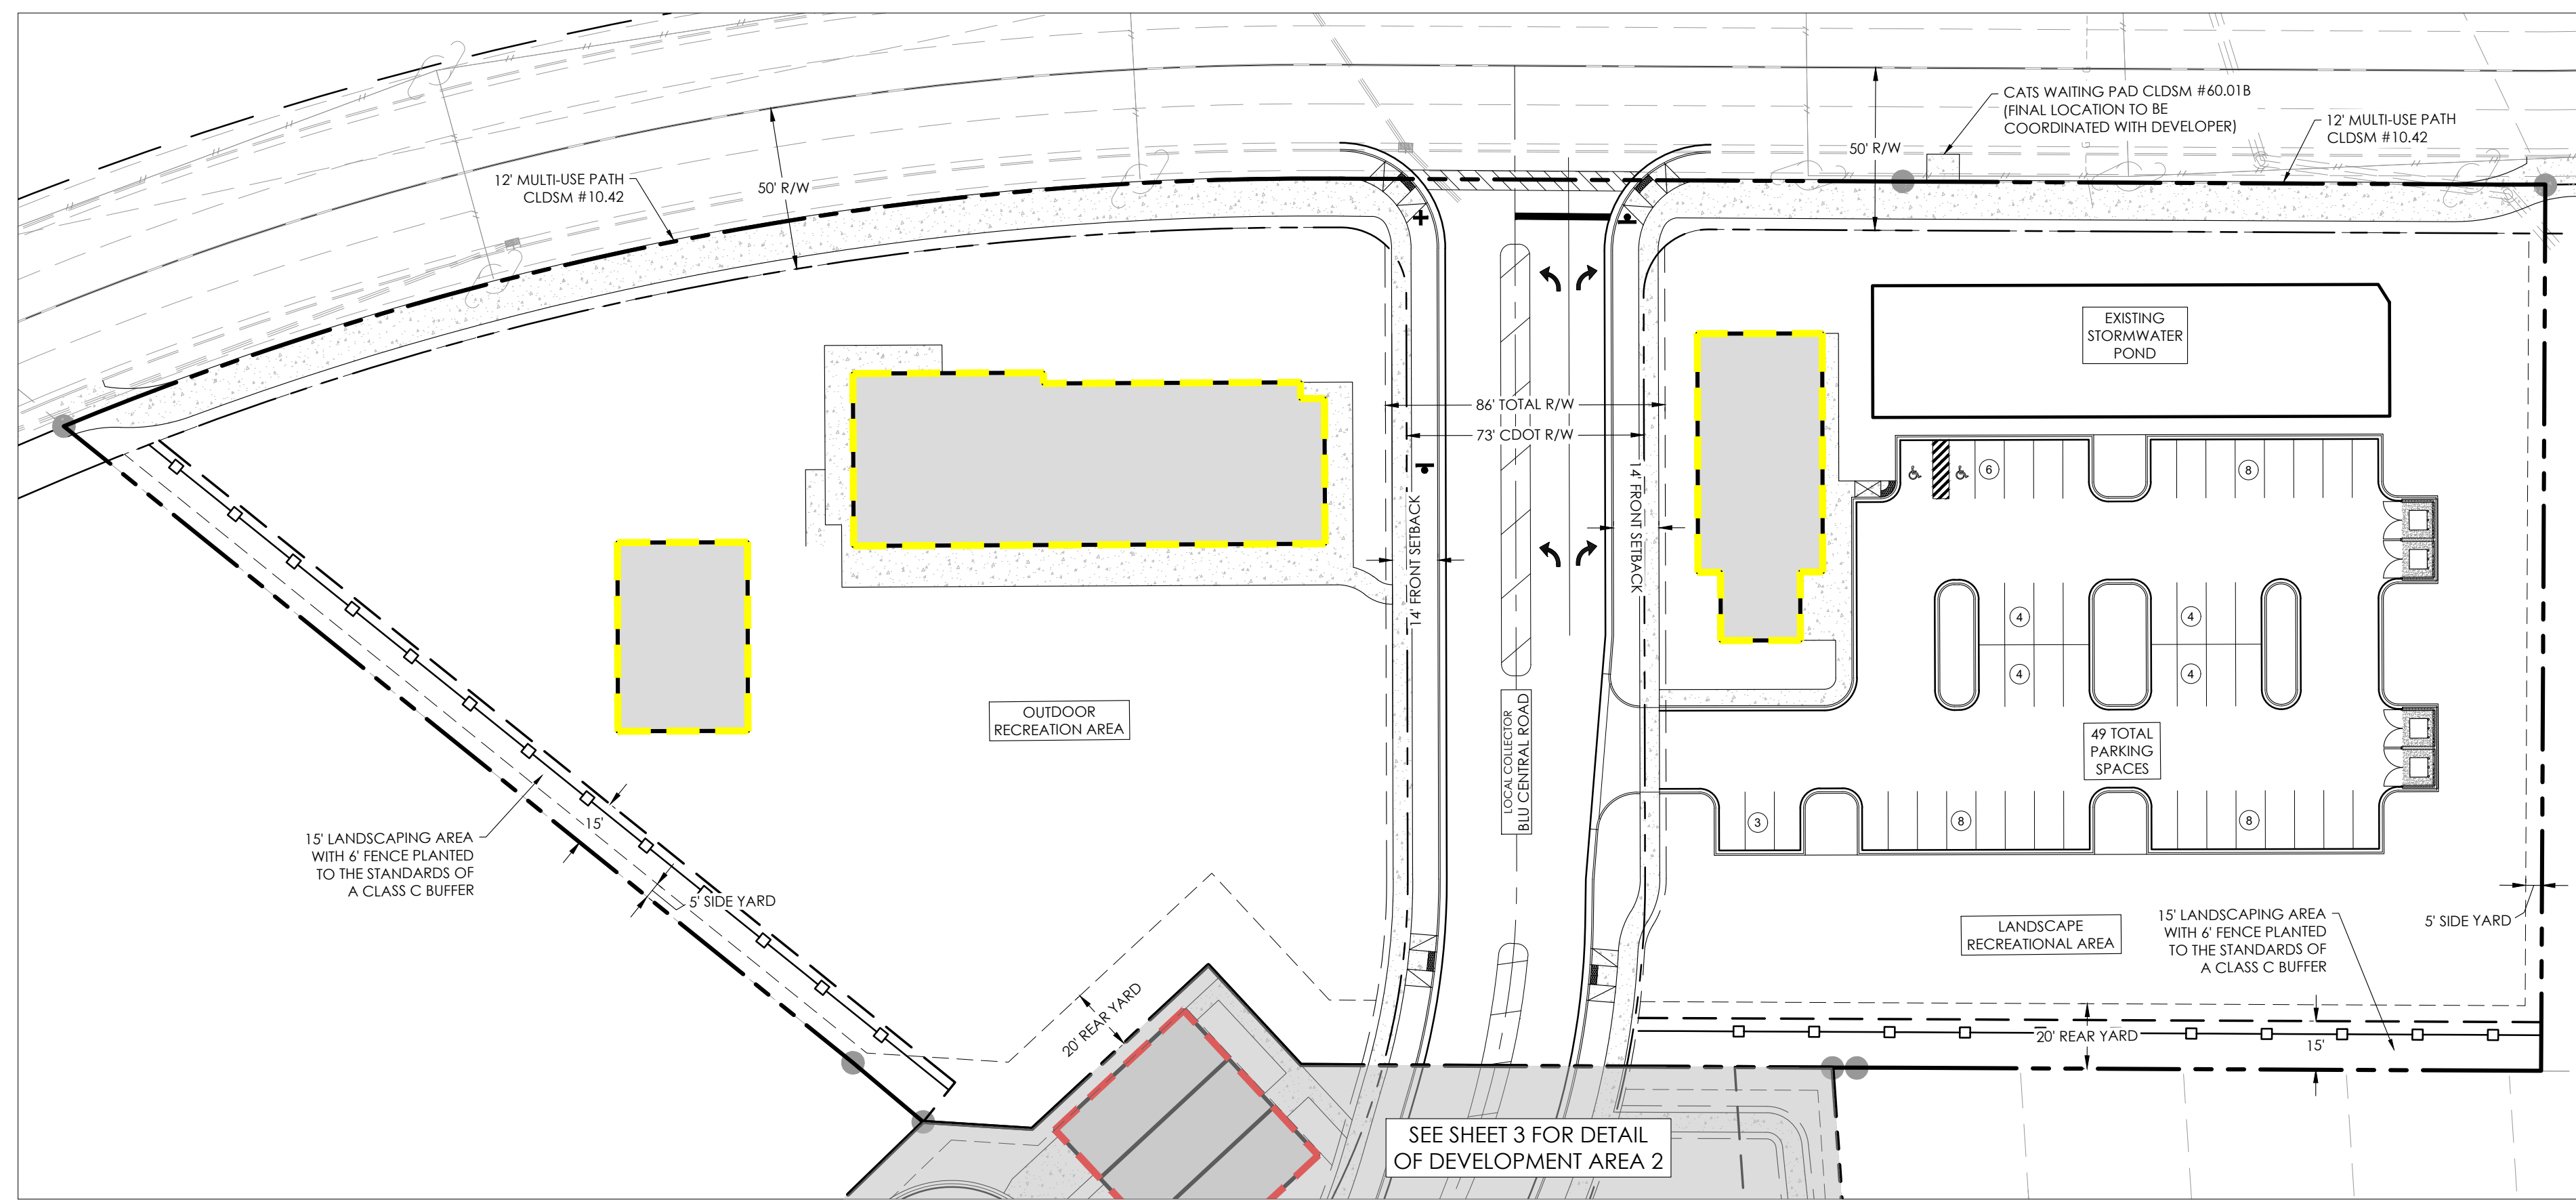 CATS WAITING PAD CLDSM #60.01B
(FINAL LOCATION TO BE
COORDINATED WITH DEVELOPER)
12' MULTI-USE PATH
CLDSM #10.42
50' R/W
12' MULTI-USE PATH
CLDSM #10.42
50' R/W
EXISTING
STORMWATER
POND
86' TOTAL R/W
73' CDOT R/W
14' FRONT SETBACK
14' FRONT SETBACK
6
8
4
4
4
4
OUTDOOR
RECREATION AREA
LOCAL COLLECTOR
BLU CENTRAL ROAD
49 TOTAL
PARKING
SPACES
3
8
8
15'
15' LANDSCAPING AREA
WITH 6' FENCE PLANTED
TO THE STANDARDS OF
A CLASS C BUFFER
5' SIDE YARD
LANDSCAPE
RECREATIONAL AREA
15' LANDSCAPING AREA
WITH 6' FENCE PLANTED
TO THE STANDARDS OF
A CLASS C BUFFER
5' SIDE YARD
20' REAR YARD
20' REAR YARD
15'
SEE SHEET 3 FOR DETAIL
OF DEVELOPMENT AREA 2